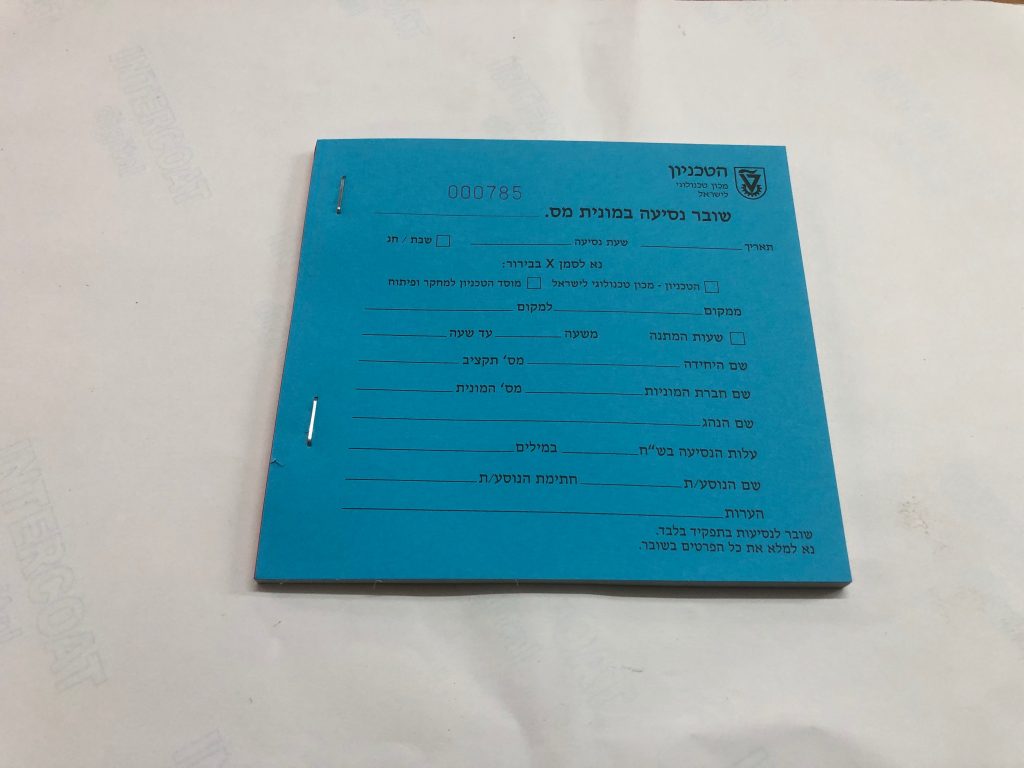 הטכניון
מכון טכנולוגי
לישראל
000785
שובר נסיעה במונית מס.
תאריך שעת נסיעה שבת / חג
נא לסמן X בבירור:
הטכניון - מכון טכנולוגי לישראל מוסד הטכניון למחקר ופיתוח
ממקום למקום
שעות המתנה משעה עד שעה
שם היחידה מס' תקציב
שם חברת המוניות מס' המונית
שם הנהג
עלות הנסיעה בש"ח במילים
שם הנוסע/ת חתימת הנוסע/ת
הערות
שובר לנסיעות בתפקיד בלבד.
נא למלא את כל הפרטים בשובר.
INTERCOAT
INTERCOAT